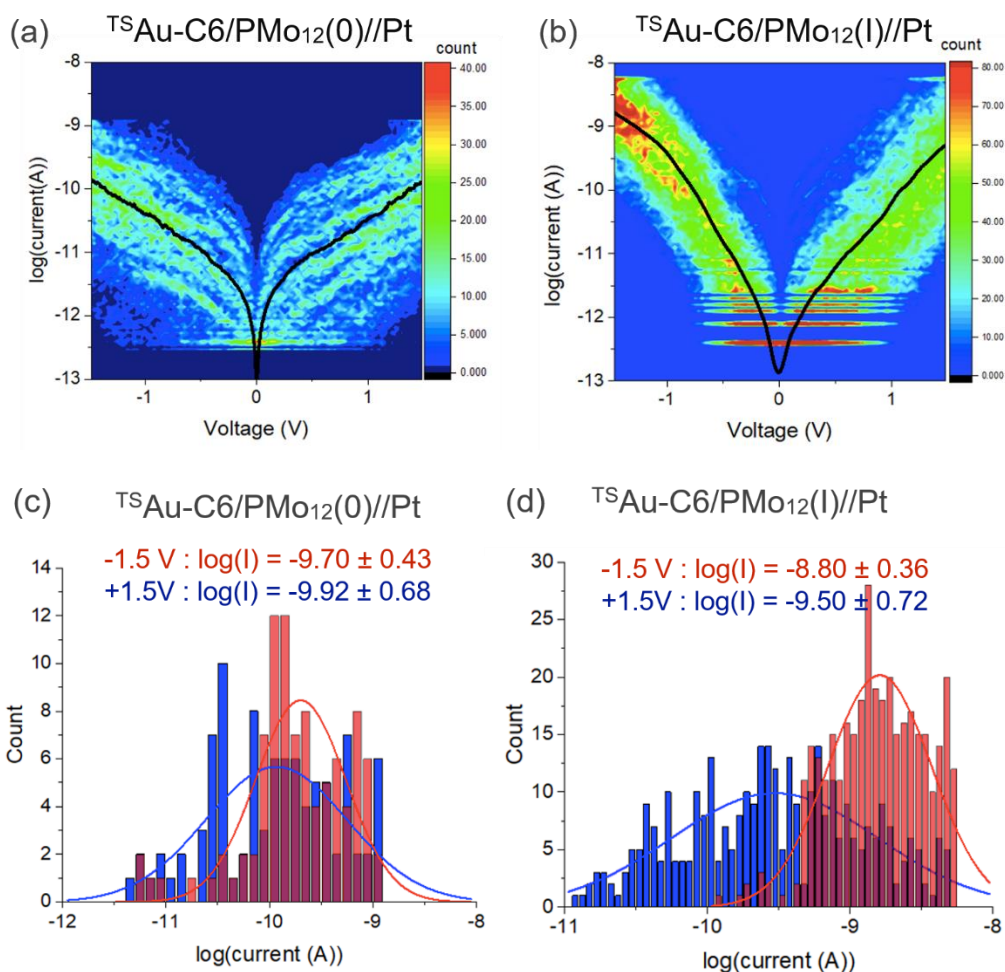 (a) ᵀˢAu-C6/PMo₁₂(0)//Pt
count
-8
-9
-10
-11
-12
-13
log(current(A))
-1 0 1
Voltage (V)
40.00
35.00
30.00
25.00
20.00
15.00
10.00
5.000
0.000
(b) ᵀˢAu-C6/PMo₁₂(I)//Pt
count
-8
-9
-10
-11
-12
-13
log(current (A))
-1 0 1
Voltage (V)
80.00
70.00
60.00
50.00
40.00
30.00
20.00
10.00
0.000
(c) ᵀˢAu-C6/PMo₁₂(0)//Pt
-1.5 V : log(I) = -9.70 ± 0.43
+1.5V : log(I) = -9.92 ± 0.68
14
12
10
8
6
4
2
0
Count
-12 -11 -10 -9 -8
log(current (A))
(d) ᵀˢAu-C6/PMo₁₂(I)//Pt
-1.5 V : log(I) = -8.80 ± 0.36
+1.5V : log(I) = -9.50 ± 0.72
30
25
20
15
10
5
0
Count
-11 -10 -9 -8
log(current (A))